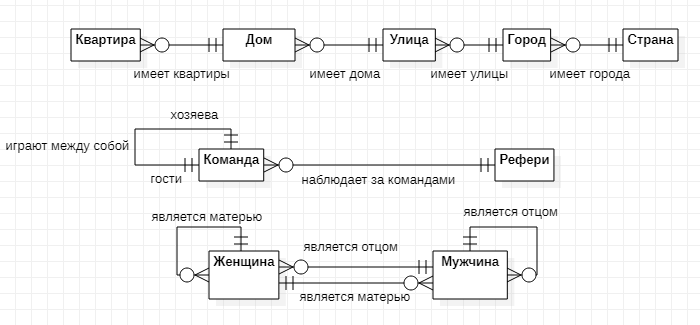 Квартира
Дом
Улица
Город
Страна
имеет квартиры
имеет дома
имеет улицы
имеет города
хозяева
играют между собой
Команда
Рефери
гости
наблюдает за командами
является матерью
является отцом
является отцом
Женщина
Мужчина
является матерью